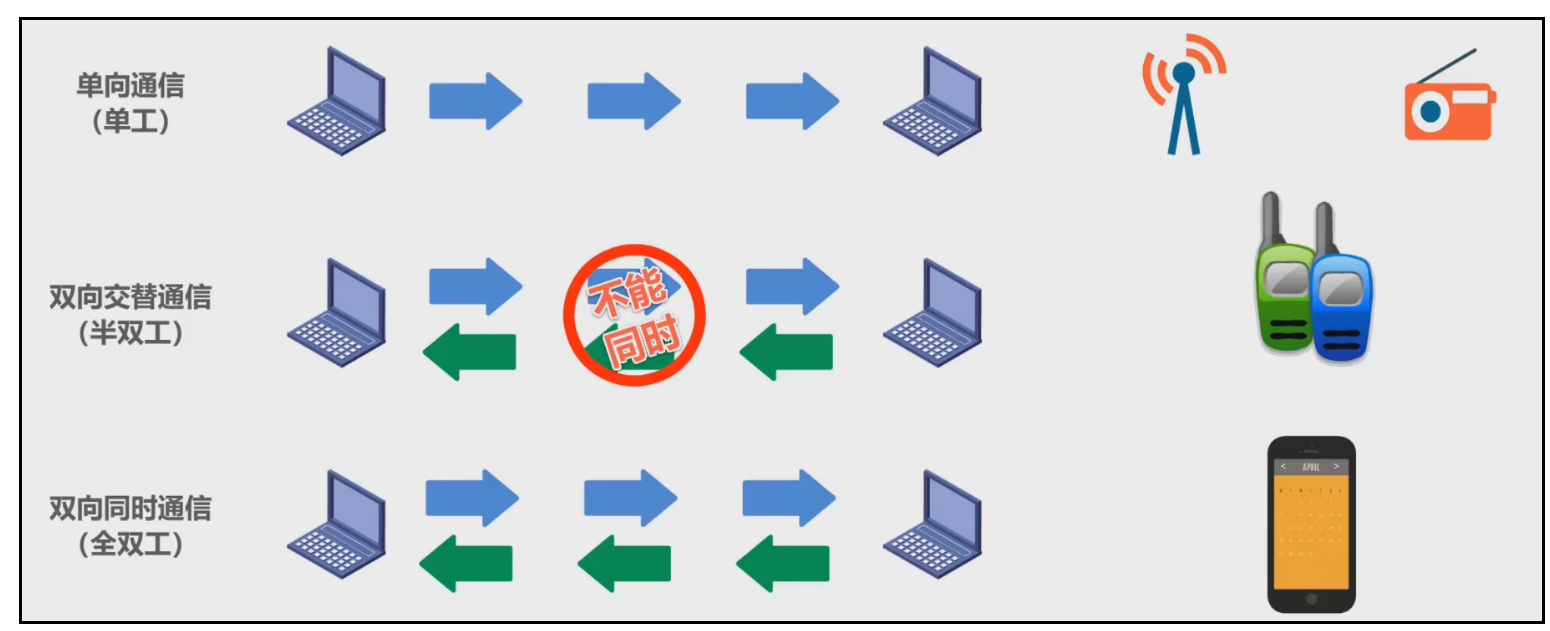 单向通信
(单工)
双向交替通信
(半双工)
不能
同时
双向同时通信
(全双工)
< APRIL >